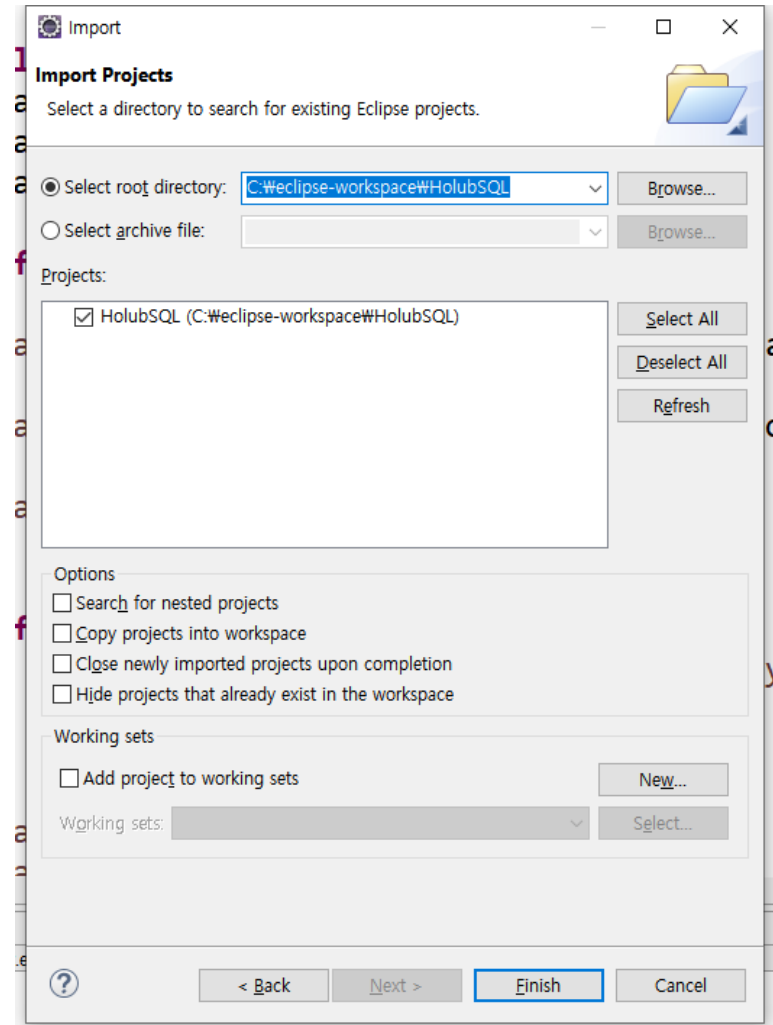 Import
Import Projects
Select a directory to search for existing Eclipse projects.
Select root directory: C:₩eclipse-workspace₩HolubSQL Browse...
Select archive file: Browse...
Projects:
HolubSQL (C:₩eclipse-workspace₩HolubSQL)
Select All
Deselect All
Refresh
Options
Search for nested projects
Copy projects into workspace
Close newly imported projects upon completion
Hide projects that already exist in the workspace
Working sets
Add project to working sets New...
Working sets: Select...
? < Back Next > Finish Cancel